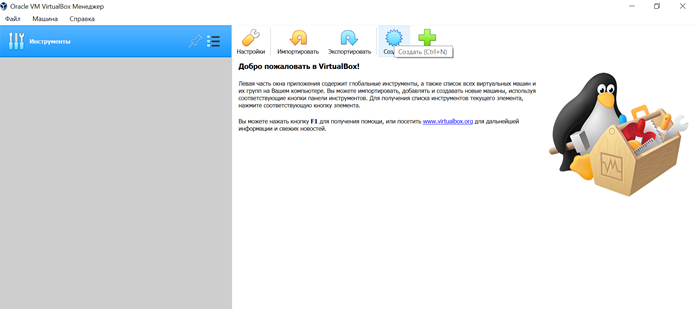 Oracle VM VirtualBox Менеджер
Файл Машина Справка
Инструменты
Настройки Импортировать Экспортировать Созд
Создать (Ctrl+N)
Добро пожаловать в VirtualBox!
Левая часть окна приложения содержит глобальные инструменты, а также список всех виртуальных машин и
их групп на Вашем компьютере. Вы можете импортировать, добавлять и создавать новые машины, используя
соответствующие кнопки панели инструментов. Для получения списка инструментов текущего элемента,
нажмите соответствующую кнопку элемента.
Вы можете нажать кнопку F1 для получения помощи, или посетить www.virtualbox.org для дальнейшей
информации и свежих новостей.